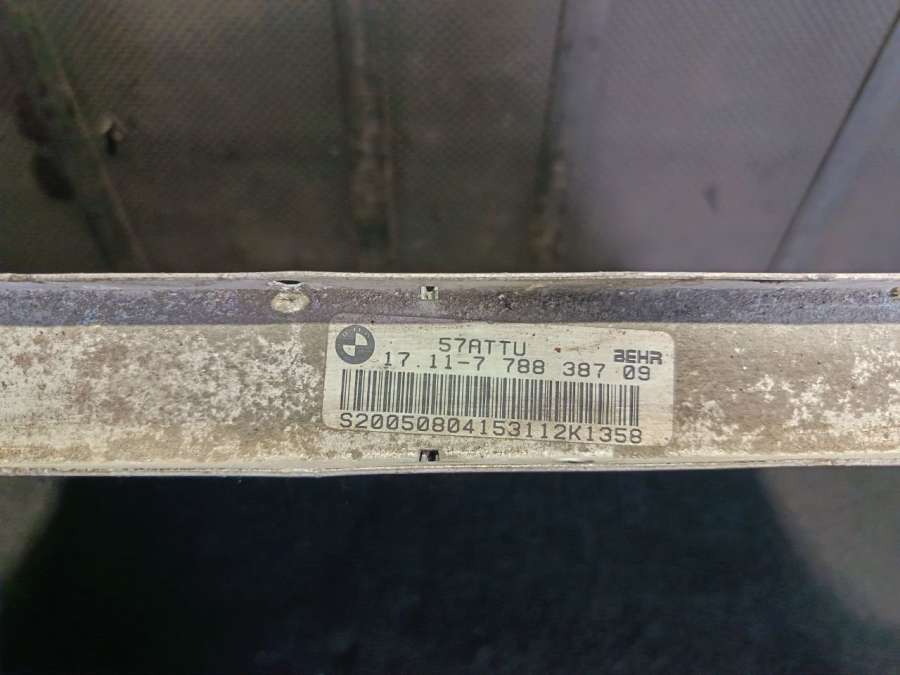 57ATTU
BEHR
17.11-7 788 387 09
S20050804153112K1358